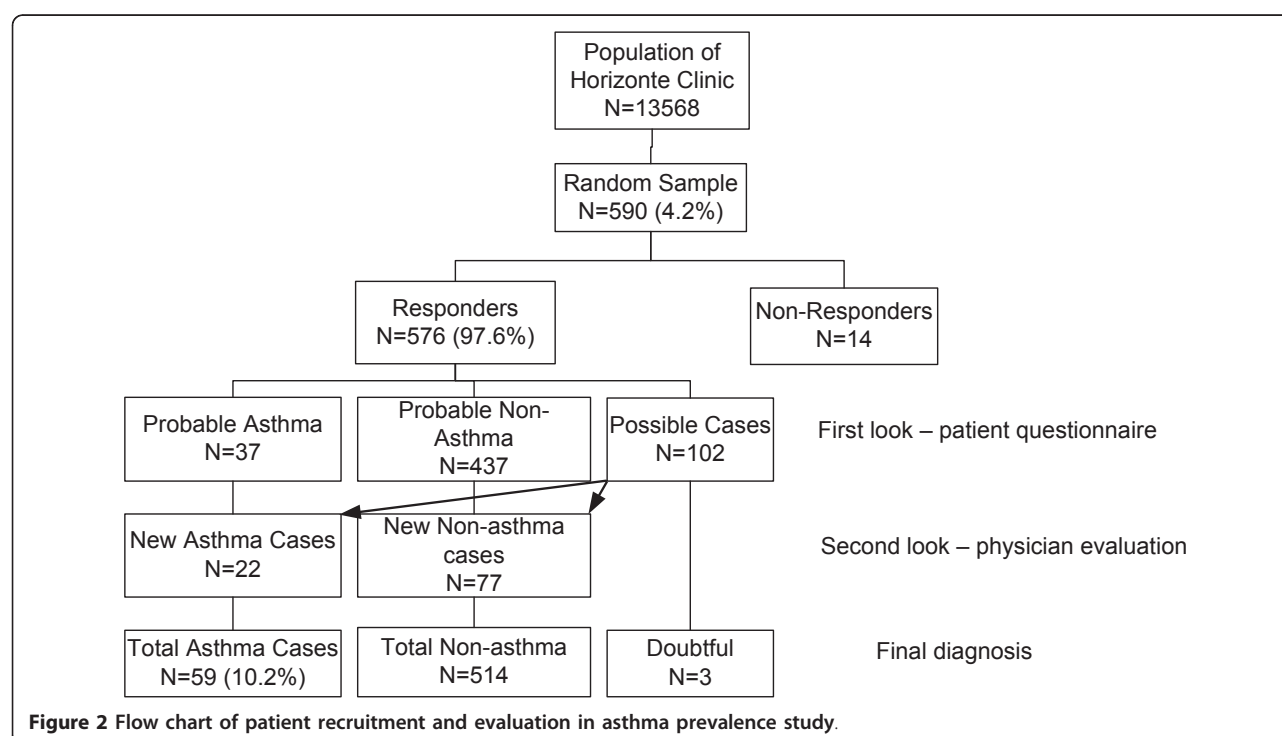 Population of
Horizonte Clinic
N=13568
Random Sample
N=590 (4.2%)
Responders
N=576 (97.6%)
Non-Responders
N=14
Probable Asthma
N=37
Probable Non-
Asthma
N=437
Possible Cases
N=102
First look – patient questionnaire
New Asthma Cases
N=22
New Non-asthma
cases
N=77
Second look – physician evaluation
Total Asthma Cases
N=59 (10.2%)
Total Non-asthma
N=514
Doubtful
N=3
Final diagnosis
Figure 2 Flow chart of patient recruitment and evaluation in asthma prevalence study.